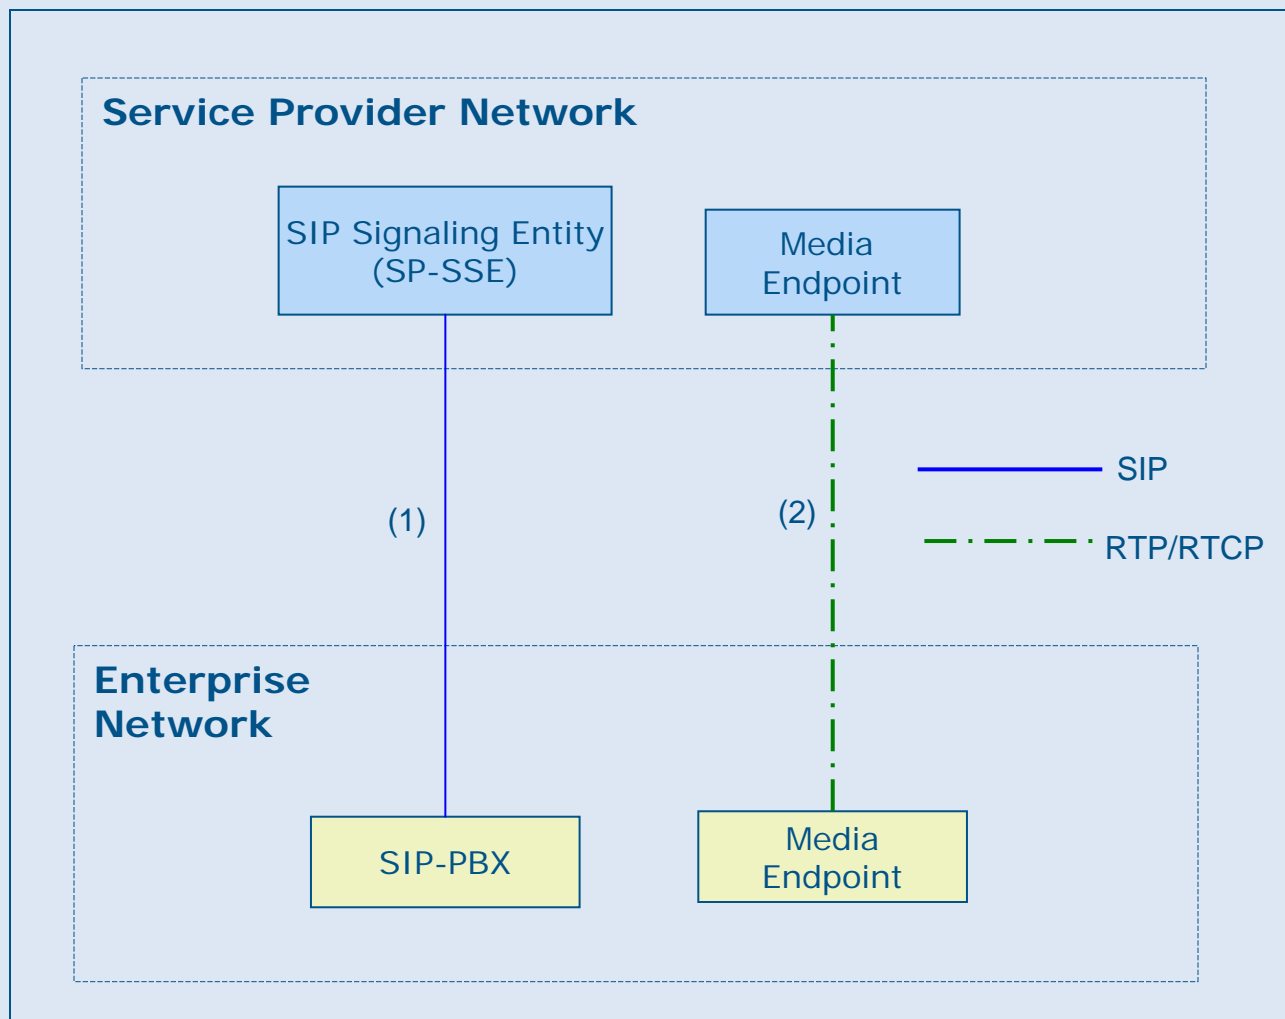 Service Provider Network
SIP Signaling Entity
(SP-SSE)
Media
Endpoint
(1)
(2)
SIP
RTP/RTCP
Enterprise
Network
SIP-PBX
Media
Endpoint